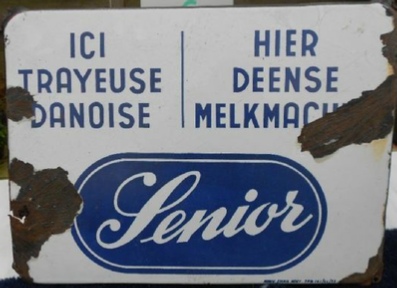 ICI
TRAYEUSE
DANOISE
HIER
DEENSE
MELKMACH
Senior